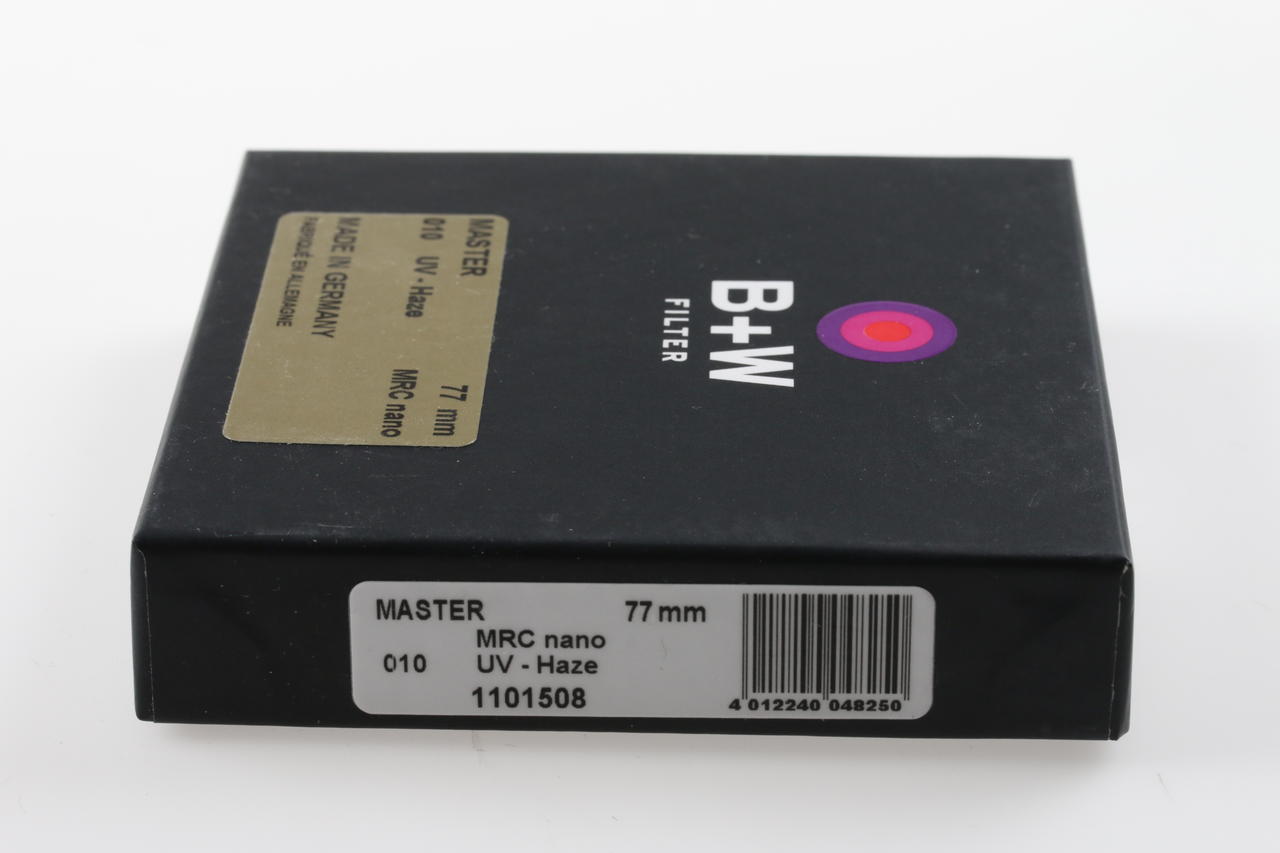 B+W
FILTER
MASTER 77 mm
010 UV - Haze MRC nano
MADE IN GERMANY
FABRIQUÉ EN ALLEMAGNE
MASTER 77 mm
MRC nano
010 UV - Haze
1101508
4 012240 048250